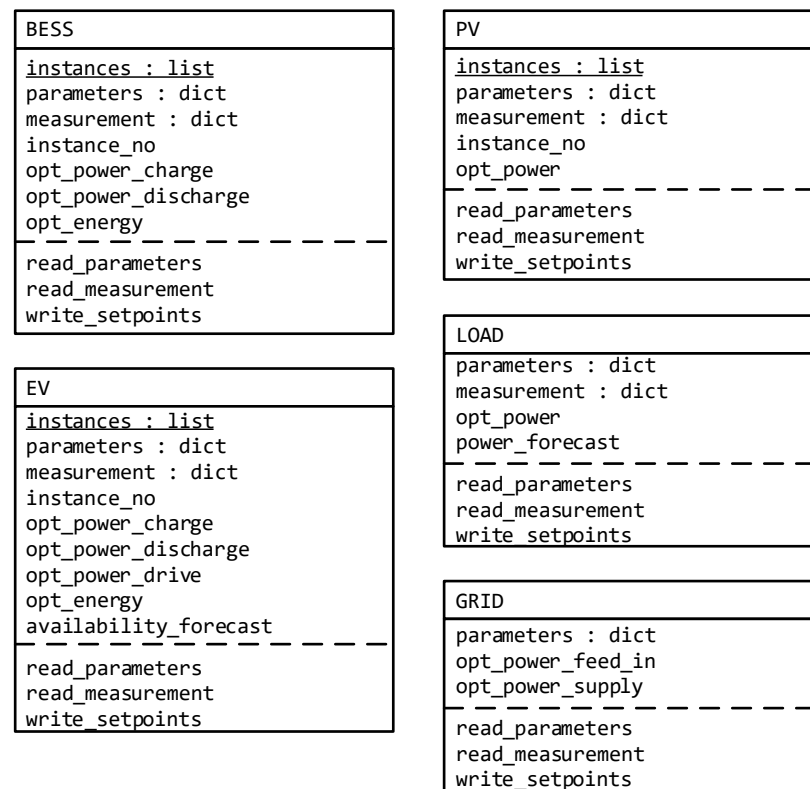 BESS
instances : list
parameters : dict
measurement : dict
instance_no
opt_power_charge
opt_power_discharge
opt_energy
read_parameters
read_measurement
write_setpoints
EV
instances : list
parameters : dict
measurement : dict
instance_no
opt_power_charge
opt_power_discharge
opt_power_drive
opt_energy
availability_forecast
read_parameters
read_measurement
write_setpoints
PV
instances : list
parameters : dict
measurement : dict
instance_no
opt_power
read_parameters
read_measurement
write_setpoints
LOAD
parameters : dict
measurement : dict
opt_power
power_forecast
read_parameters
read_measurement
write_setpoints
GRID
parameters : dict
opt_power_feed_in
opt_power_supply
read_parameters
read_measurement
write_setpoints